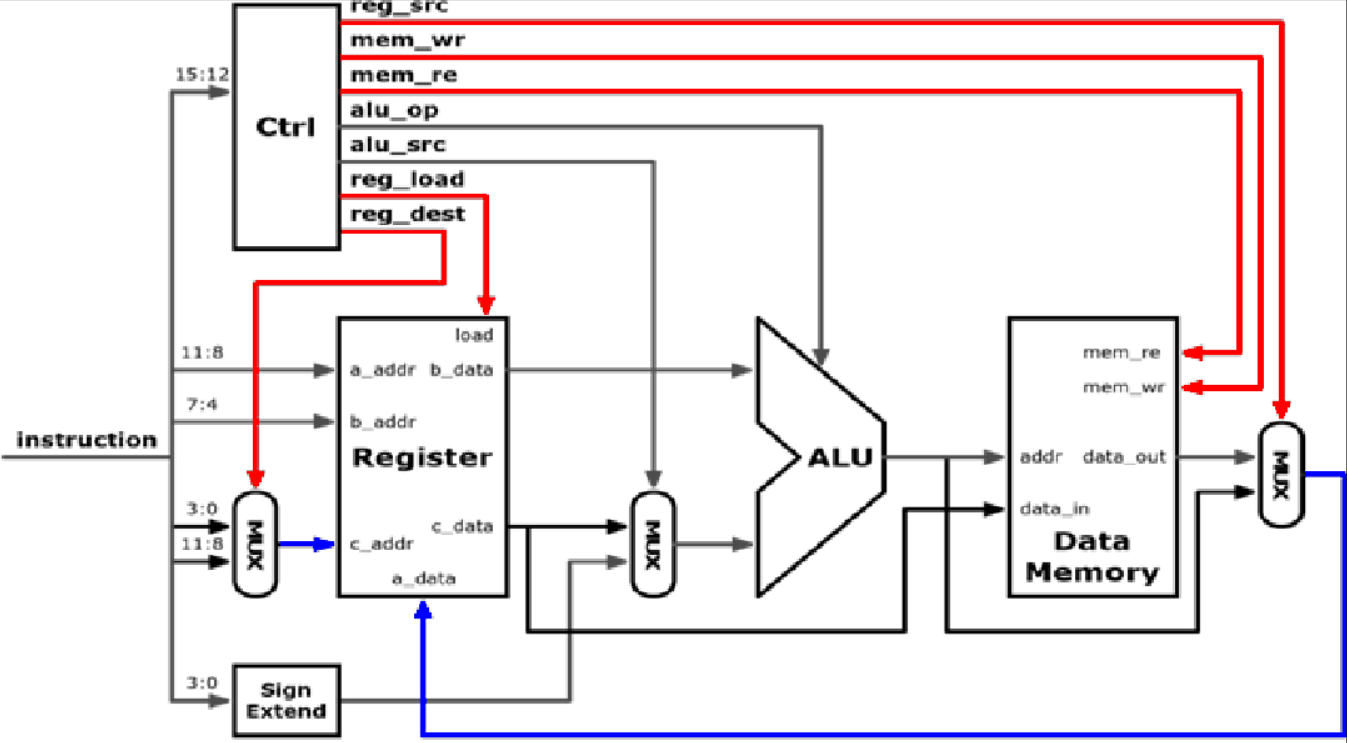 reg_src
mem_wr
mem_re
alu_op
alu_src
reg_load
reg_dest
15:12
Ctrl
11:8
7:4
instruction
3:0
11:8
MUX
load
a_addr b_data
b_addr
Register
c_data
c_addr
a_data
MUX
ALU
mem_re
mem_wr
addr data_out
data_in
Data
Memory
MUX
3:0
Sign
Extend